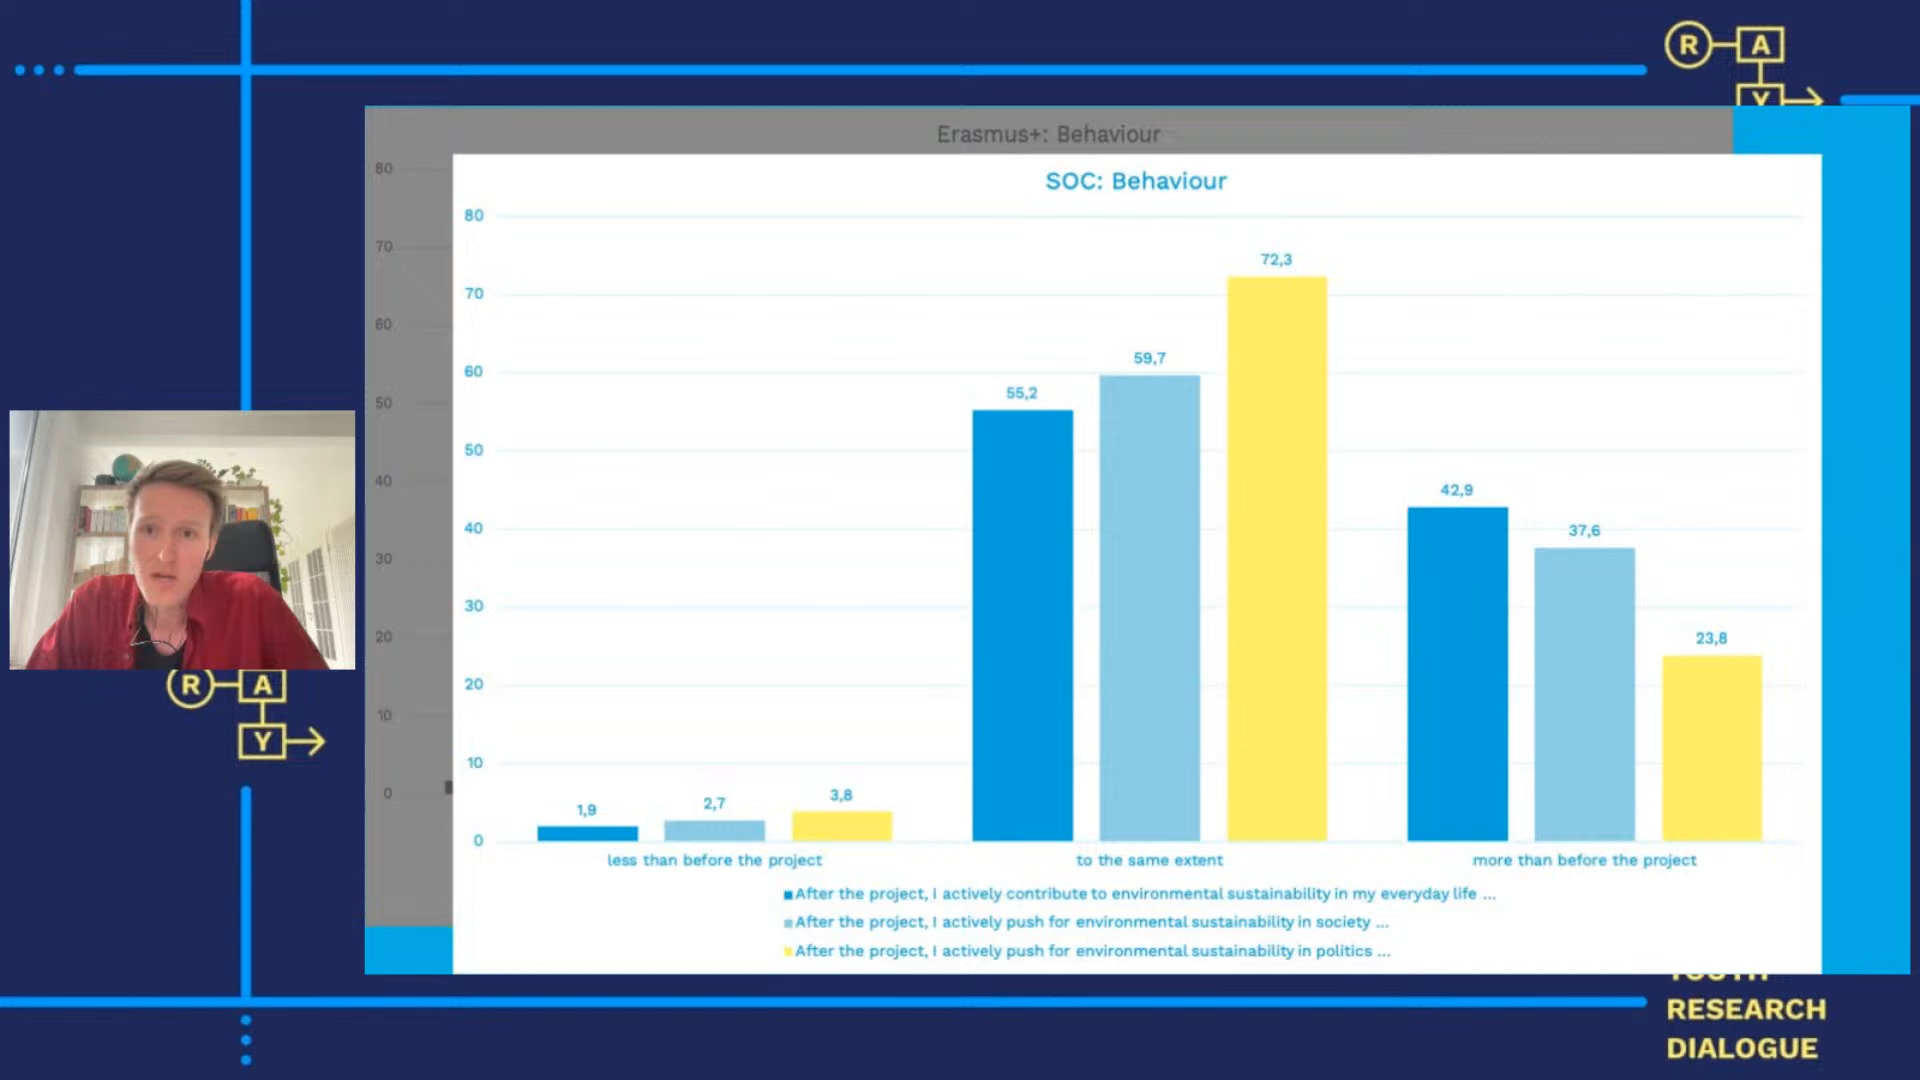 R A
Y
Erasmus+: Behaviour
80
70
60
50
40
30
20
10
0
SOC: Behaviour
80
70
60
50
40
30
20
10
0
1,9
2,7
3,8
55,2
59,7
72,3
42,9
37,6
23,8
less than before the project
to the same extent
more than before the project
After the project, I actively contribute to environmental sustainability in my everyday life ...
After the project, I actively push for environmental sustainability in society ...
After the project, I actively push for environmental sustainability in politics ...
R A
Y
YOUTH
RESEARCH
DIALOGUE